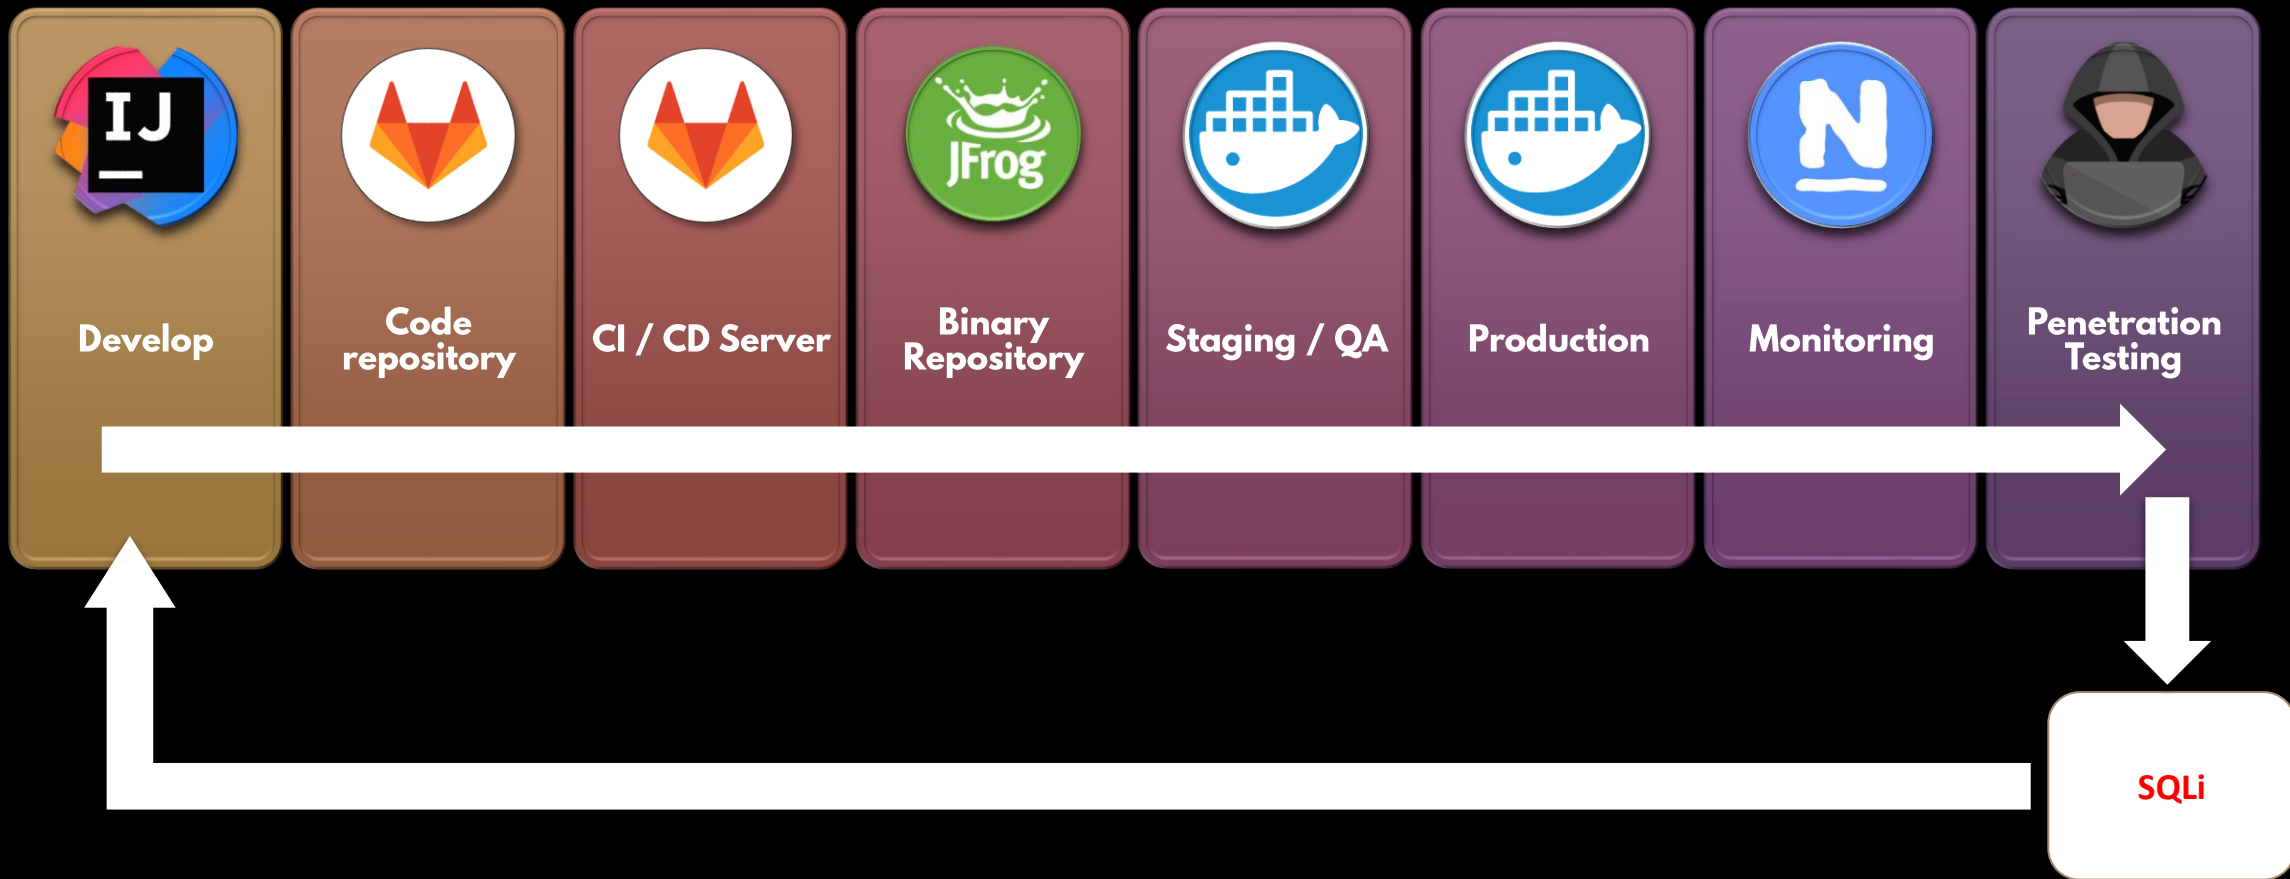 IJ
JFrog
N
Develop
Code
repository
CI / CD Server
Binary
Repository
Staging / QA
Production
Monitoring
Penetration
Testing
SQLi